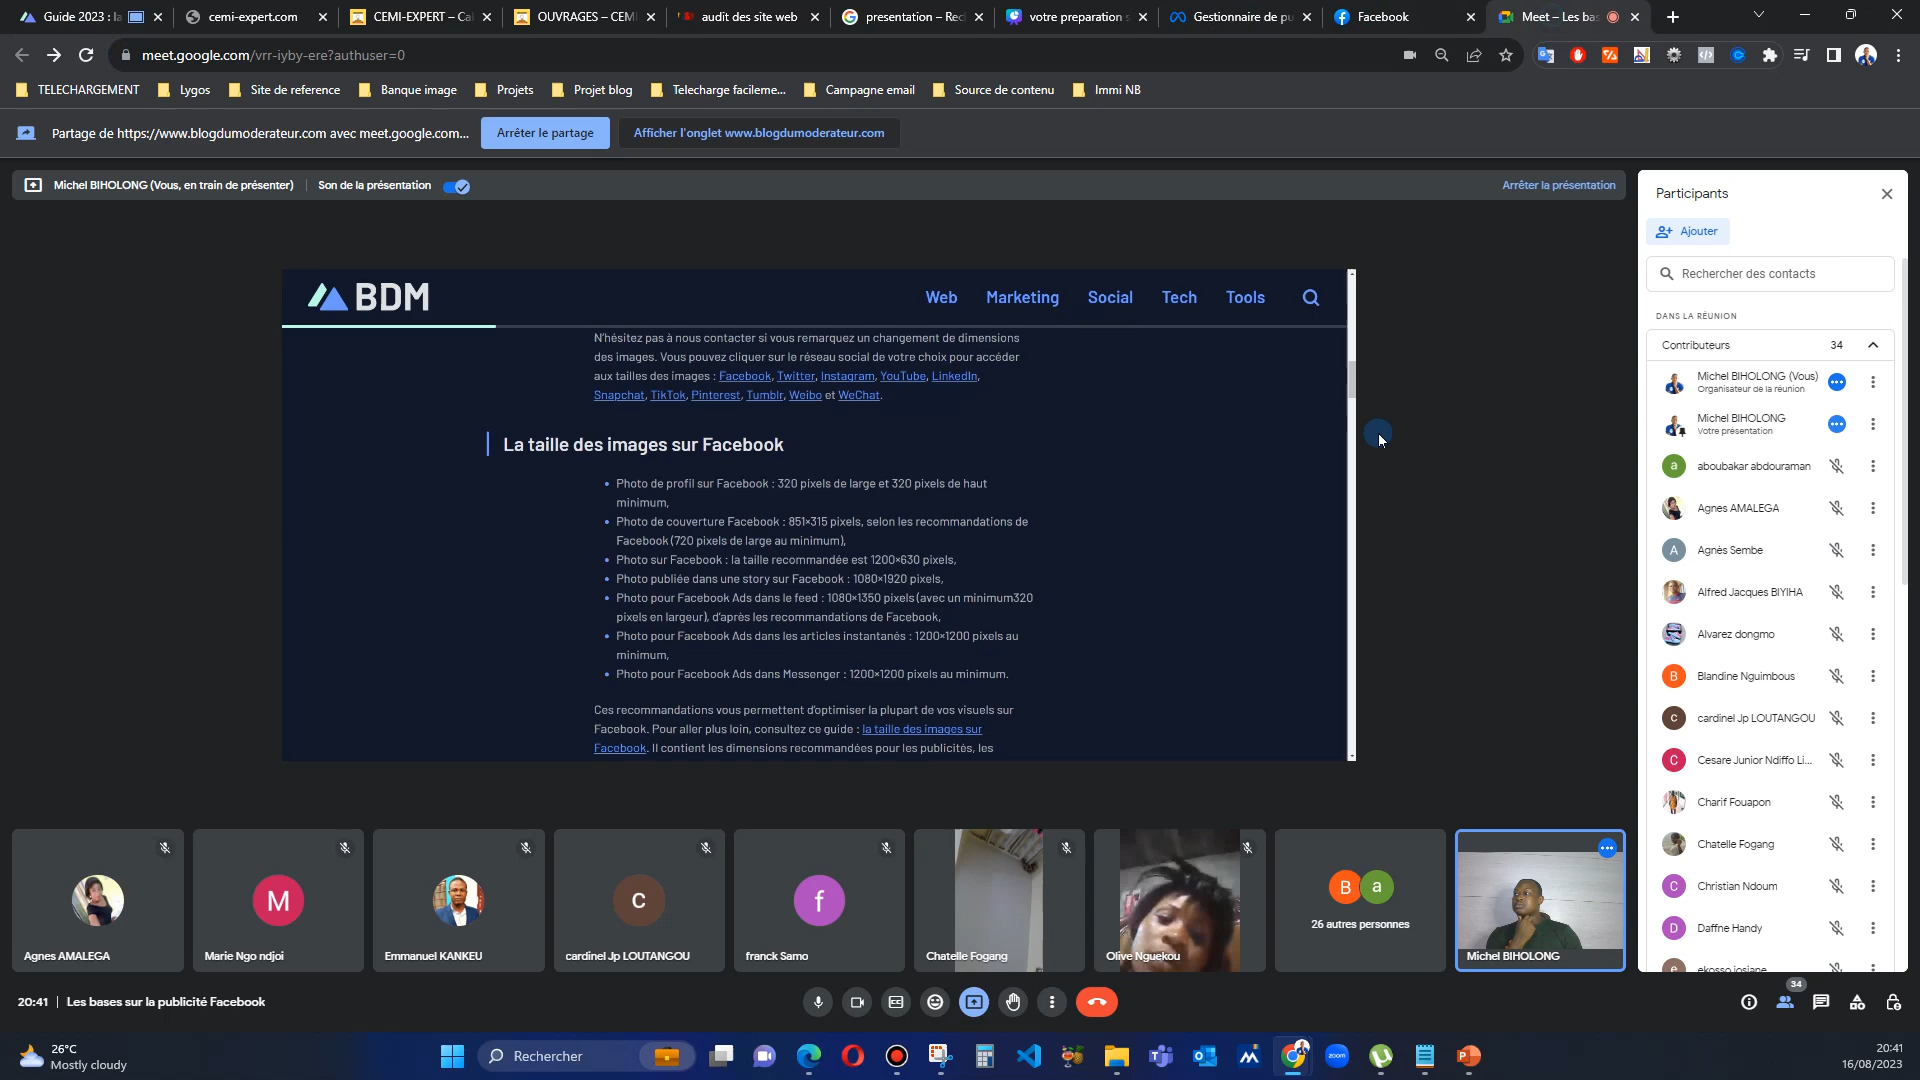 Guide 2023 : la
cemi-expert.com
CEMI-EXPERT – Cal
OUVRAGES – CEMI
audit des site web
presentation – Rec
votre preparation s
Gestionnaire de pu
Facebook
Meet – Les bas
meet.google.com/vrr-iyby-ere?authuser=0
TELECHARGEMENT
Lygos
Site de reference
Banque image
Projets
Projet blog
Telecharge facileme...
Campagne email
Source de contenu
Immi NB
Partage de https://www.blogdumoderateur.com avec meet.google.com...
Arrêter le partage
Afficher l'onglet www.blogdumoderateur.com
Michel BIHOLONG (Vous, en train de présenter)
Son de la présentation
Arrêter la présentation
BDM
Web
Marketing
Social
Tech
Tools
N'hésitez pas à nous contacter si vous remarquez un changement de dimensions
des images. Vous pouvez cliquer sur le réseau social de votre choix pour accéder
aux tailles des images : Facebook, Twitter, Instagram, YouTube, LinkedIn,
Snapchat, TikTok, Pinterest, Tumblr, Weibo et WeChat.
La taille des images sur Facebook
• Photo de profil sur Facebook : 320 pixels de large et 320 pixels de haut
minimum,
• Photo de couverture Facebook : 851×315 pixels, selon les recommandations de
Facebook (720 pixels de large au minimum),
• Photo sur Facebook : la taille recommandée est 1200×630 pixels,
• Photo publiée dans une story sur Facebook : 1080×1920 pixels,
• Photo pour Facebook Ads dans le feed : 1080×1350 pixels (avec un minimum320
pixels en largeur), d'après les recommandations de Facebook,
• Photo pour Facebook Ads dans les articles instantanés : 1200×1200 pixels au
minimum,
• Photo pour Facebook Ads dans Messenger : 1200×1200 pixels au minimum.
Ces recommandations vous permettent d'optimiser la plupart de vos visuels sur
Facebook. Pour aller plus loin, consultez ce guide : la taille des images sur
Facebook. Il contient les dimensions recommandées pour les publicités, les
Participants
Ajouter
Rechercher des contacts
DANS LA RÉUNION
Contributeurs 34
Michel BIHOLONG (Vous)
Organisateur de la réunion
Michel BIHOLONG
Votre présentation
a aboubakar abdouraman
Agnes AMALEGA
A Agnès Sembe
Alfred Jacques BIYIHA
Alvarez dongmo
B Blandine Nguimbous
c cardinel Jp LOUTANGOU
C Cesare Junior Ndiffo Li...
Charif Fouapon
Chatelle Fogang
C Christian Ndoum
D Daffne Handy
e ekosso josiane
Agnes AMALEGA
M
Marie Ngo ndjoi
Emmanuel KANKEU
c
cardinel Jp LOUTANGOU
f
franck Samo
Chatelle Fogang
Olive Nguekou
B a
26 autres personnes
Michel BIHOLONG
20:41 | Les bases sur la publicité Facebook
34
26°C
Mostly cloudy
Rechercher
zoom
20:41
16/08/2023